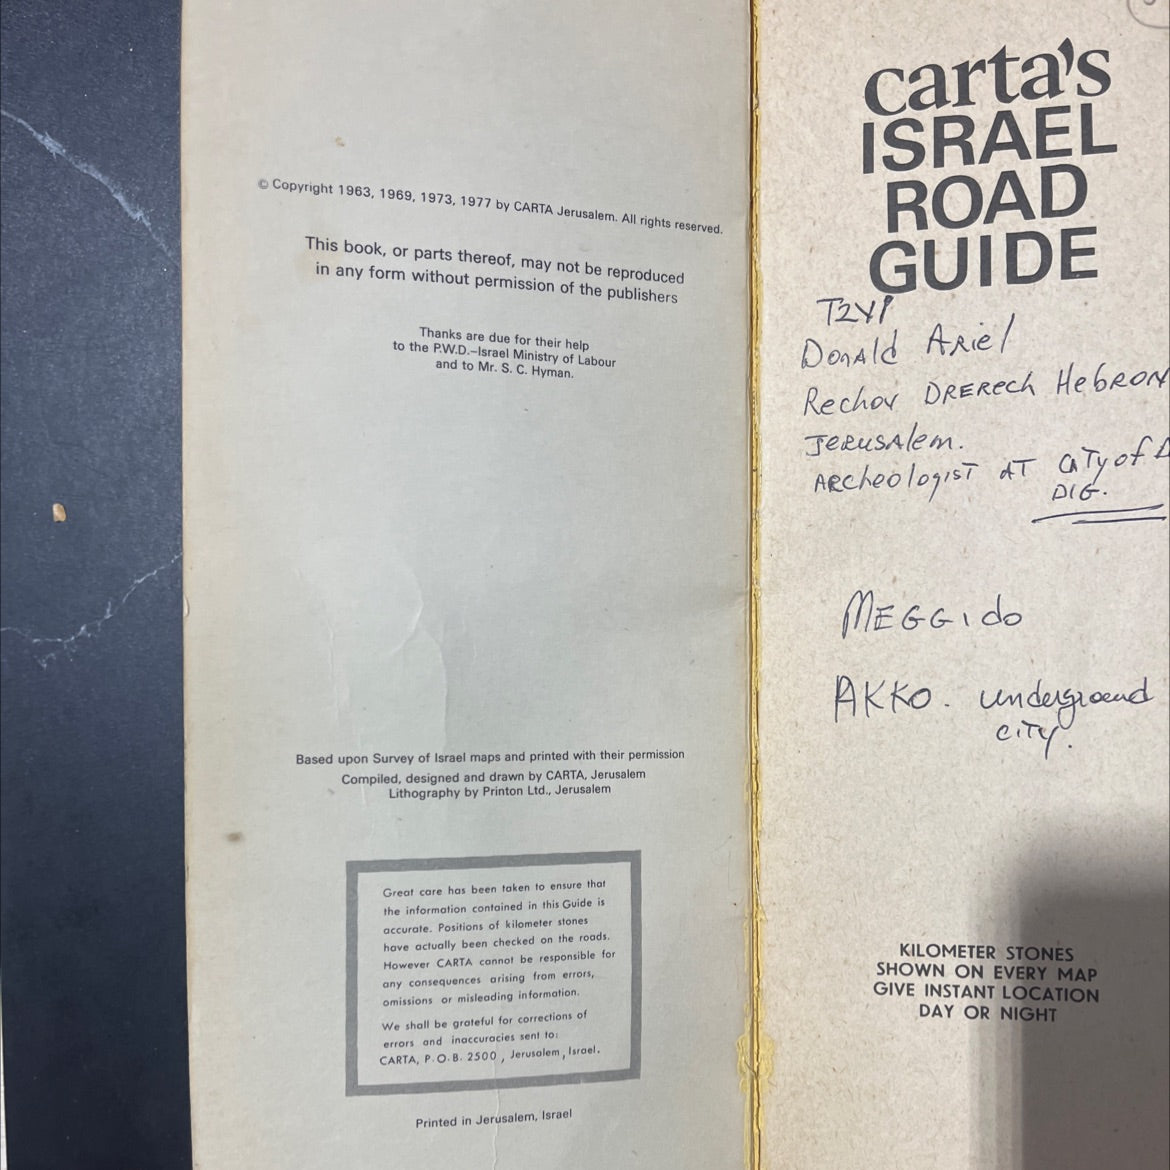 © Copyright 1963, 1969, 1973, 1977 by CARTA Jerusalem. All rights reserved.
This book, or parts thereof, may not be reproduced
in any form without permission of the publishers
Thanks are due for their help
to the P.W.D.–Israel Ministry of Labour
and to Mr. S. C. Hyman.
Based upon Survey of Israel maps and printed with their permission
Compiled, designed and drawn by CARTA, Jerusalem
Lithography by Printon Ltd., Jerusalem
Great care has been taken to ensure that
the information contained in this Guide is
accurate. Positions of kilometer stones
have actually been checked on the roads.
However CARTA cannot be responsible for
any consequences arising from errors,
omissions or misleading information.
We shall be grateful for corrections of
errors and inaccuracies sent to:
CARTA, P.O.B. 2500, Jerusalem, Israel.
Printed in Jerusalem, Israel
carta's
ISRAEL
ROAD
GUIDE
TZVI
Donald Ariel
Rechov DRERech HebRON
JERUSAlem.
ARcheologisT AT CiTy of
DIG.
MEGGIdo
AKKO. underground
ciTy.
KILOMETER STONES
SHOWN ON EVERY MAP
GIVE INSTANT LOCATION
DAY OR NIGHT